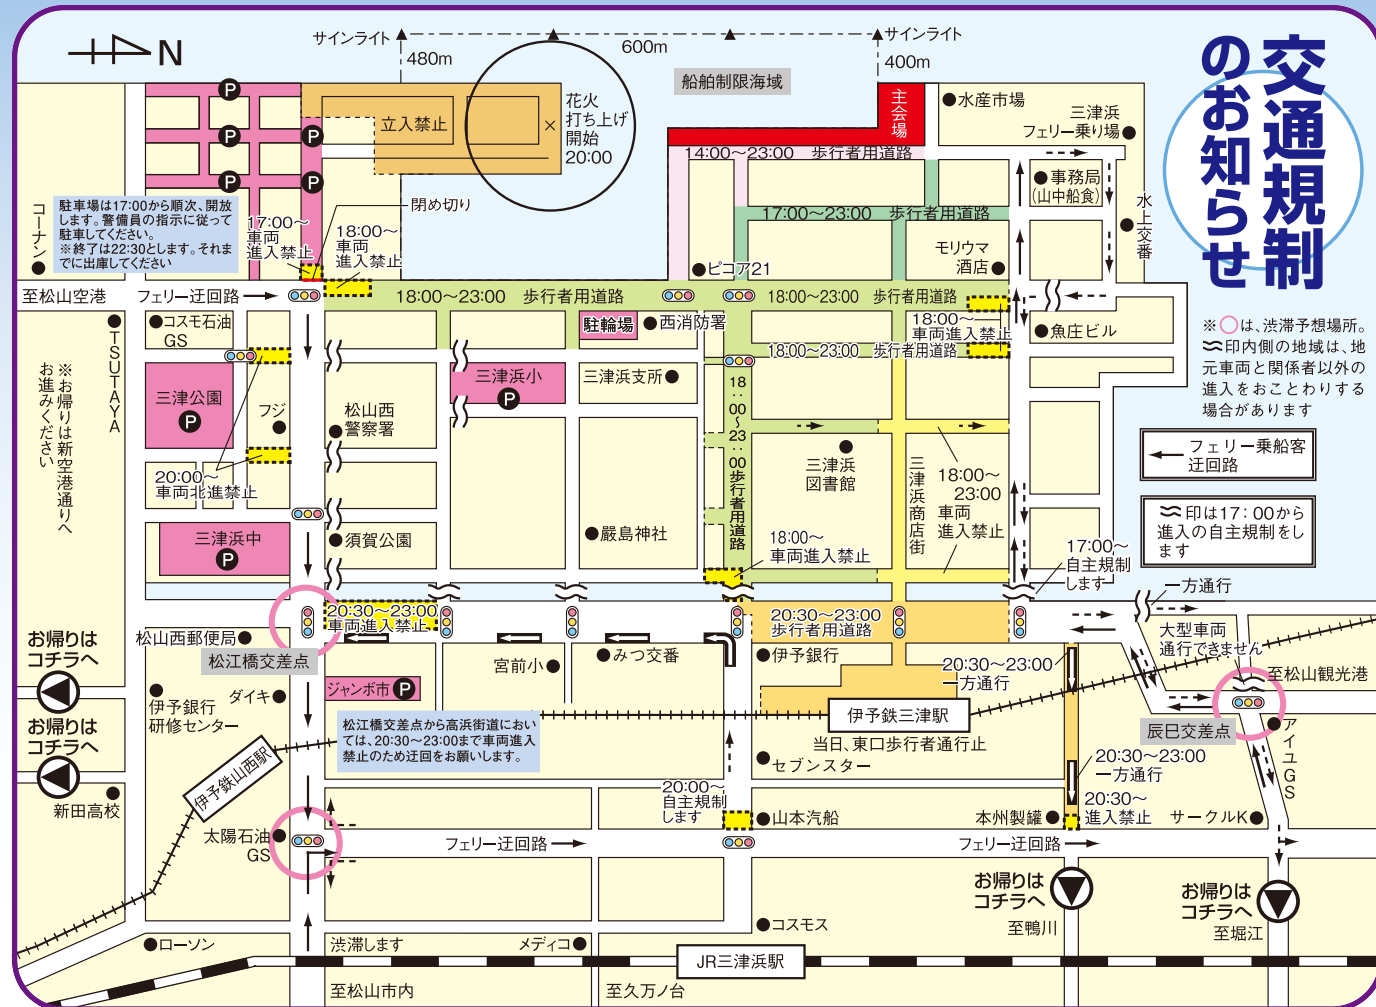 交通規制
のお知らせ
N
サインライト
480m
600m
サインライト
400m
船舶制限海域
花火
打ち上げ
開始
20:00
立入禁止
×
主会場
水産市場
三津浜
フェリー乗り場
14:00〜23:00 歩行者用道路
事務局
(山中船食)
水上交番
17:00〜23:00 歩行者用道路
モリウマ
酒店
ピコア21
P
P
P
P
P
駐車場は17:00から順次、開放
します。警備員の指示に従って
駐車してください。
※終了は22:30とします。それま
でに出庫してください
コーナン
17:00〜
車両
進入禁止
閉め切り
18:00〜
車両
進入禁止
至松山空港
フェリー迂回路
18:00〜23:00 歩行者用道路
18:00〜23:00 歩行者用道路
TSUTAYA
コスモ石油
GS
駐輪場
西消防署
18:00〜
車両進入禁止
18:00〜23:00 歩行者用道路
魚庄ビル
※○は、渋滞予想場所。
≈印内側の地域は、地
元車両と関係者以外の
進入をおことわりする
場合があります
※お帰りは新空港通りへ
お進みください
三津公園
P
フジ
松山西
警察署
三津浜小
P
三津浜支所
18:00〜23:00歩行者用道路
20:00〜
車両北進禁止
三津浜
図書館
三津浜商店街
18:00〜
23:00
車両
進入禁止
フェリー乗船客
迂回路
≈印は17:00から
進入の自主規制をし
ます
三津浜中
P
須賀公園
厳島神社
18:00〜
車両進入禁止
17:00〜
自主規制
します
一方通行
大型車両
通行できません
至松山観光港
20:30〜23:00
車両進入禁止
20:30〜23:00
歩行者用道路
お帰りは
コチラへ
お帰りは
コチラへ
松山西郵便局
松江橋交差点
宮前小
みつ交番
伊予銀行
20:30〜23:00
一方通行
伊予銀行
研修センター
ダイキ
ジャンボ市 P
松江橋交差点から高浜街道におい
ては、20:30〜23:00まで車両進入
禁止のため迂回をお願いします。
伊予鉄三津駅
当日、東口歩行者通行止
辰巳交差点
アイユGS
伊予鉄山西駅
新田高校
セブンスター
20:30〜23:00
一方通行
20:00〜
自主規制
します
山本汽船
本州製罐
20:30〜
進入禁止
サークルK
太陽石油
GS
フェリー迂回路
フェリー迂回路
お帰りは
コチラへ
お帰りは
コチラへ
至鴨川
至堀江
ローソン
渋滞します
メディコ
コスモス
JR三津浜駅
至松山市内
至久万ノ台